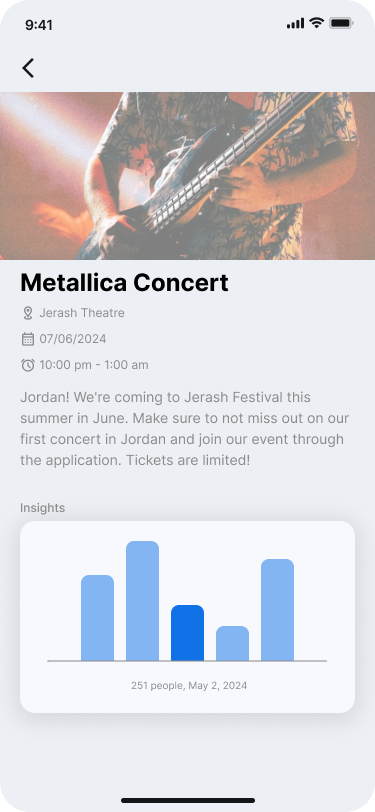 9:41
Metallica Concert
Jerash Theatre
07/06/2024
10:00 pm - 1:00 am
Jordan! We're coming to Jerash Festival this
summer in June. Make sure to not miss out on our
first concert in Jordan and join our event through
the application. Tickets are limited!
Insights
251 people, May 2, 2024